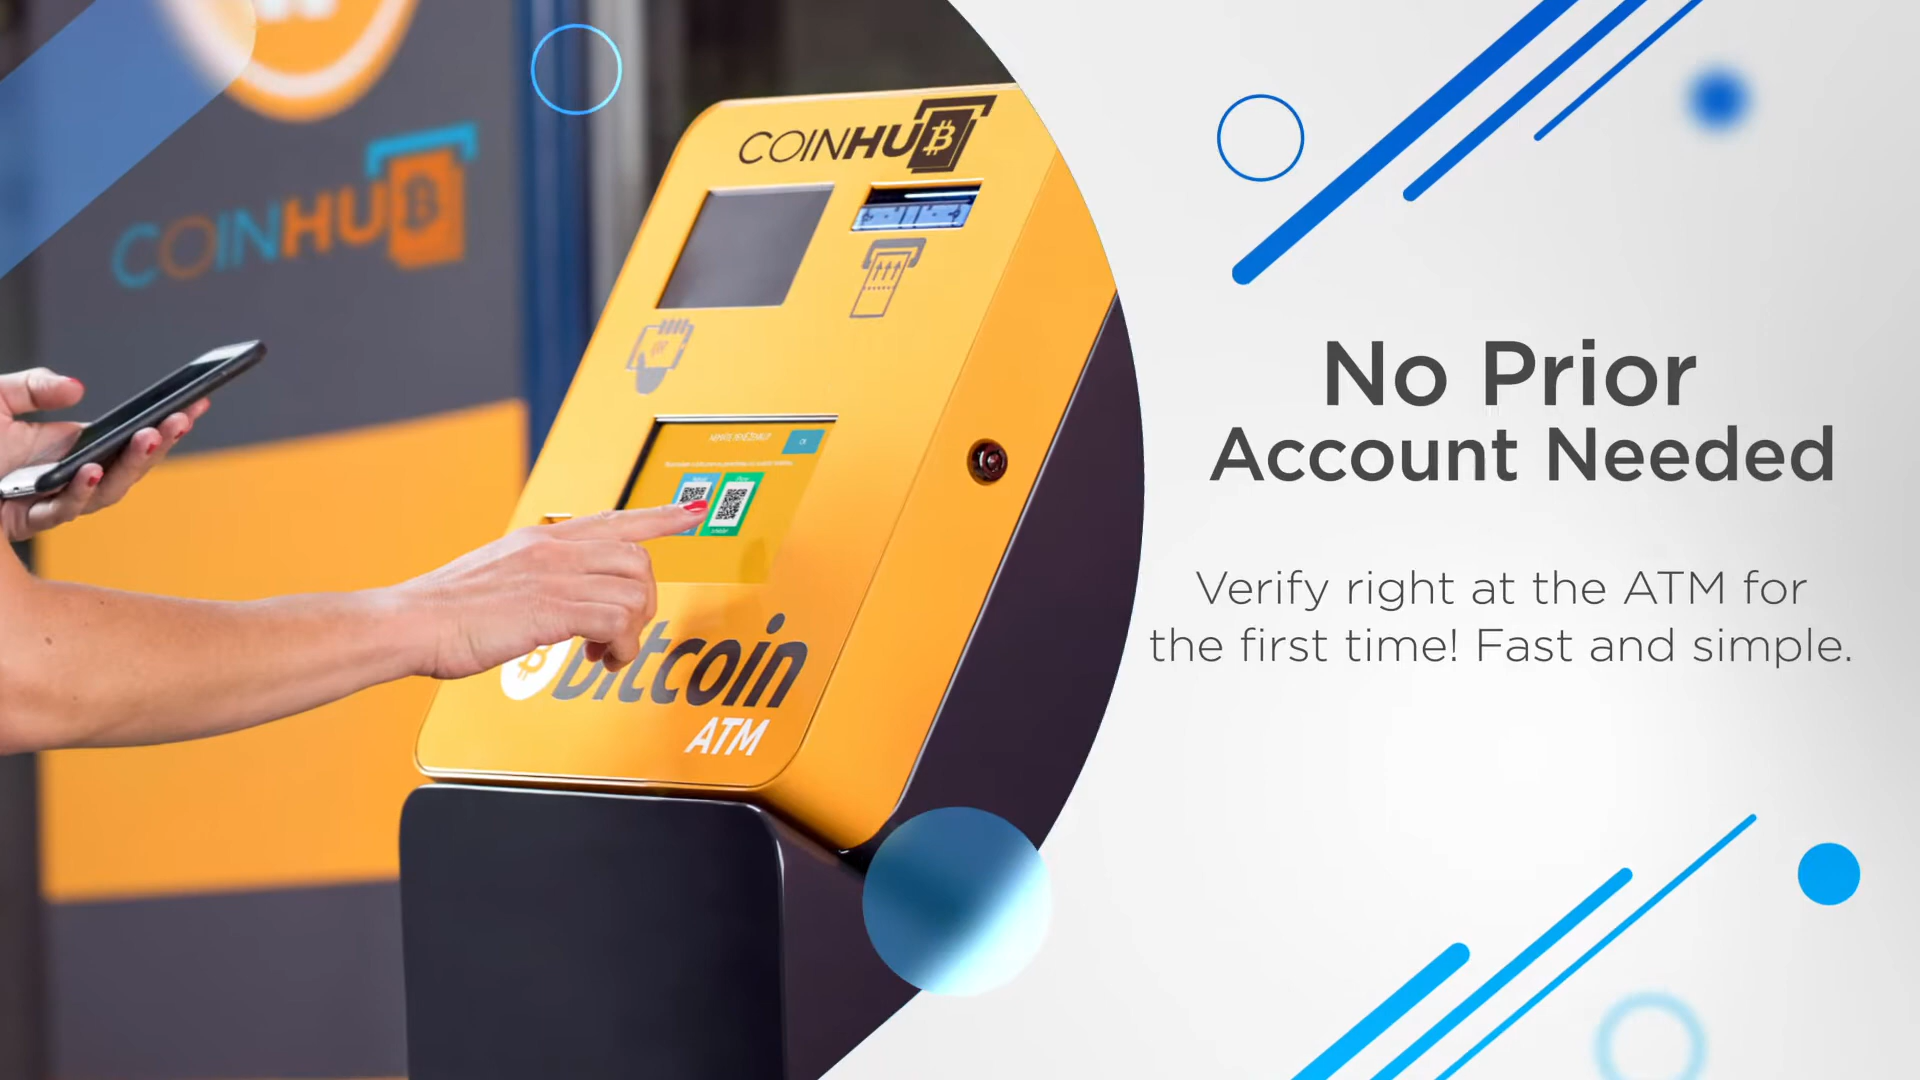 COINHUB
COINHUB
Bitcoin
ATM
No Prior
Account Needed
Verify right at the ATM for
the first time! Fast and simple.